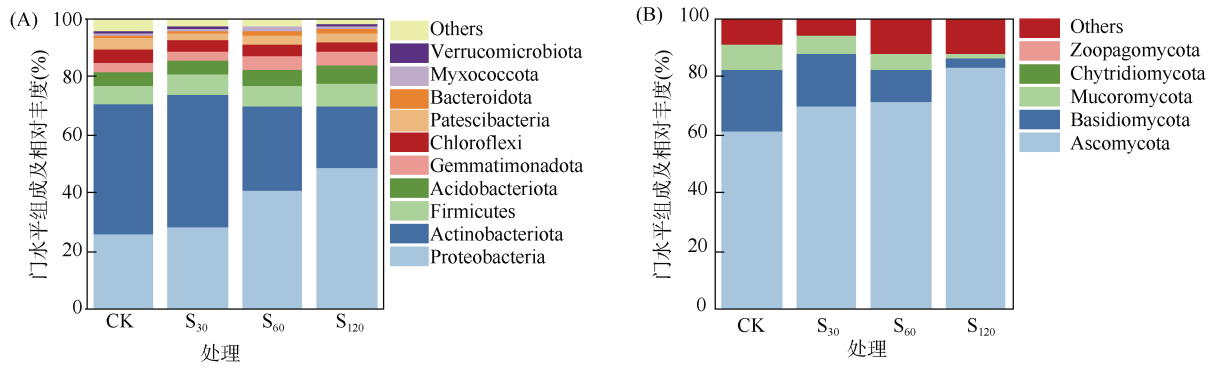 (A)
门水平组成及相对丰度(%)
100
80
60
40
20
0
CK
S30
S60
S120
处理
Others
Verrucomicrobiota
Myxococcota
Bacteroidota
Patescibacteria
Chloroflexi
Gemmatimonadota
Acidobacteriota
Firmicutes
Actinobacteriota
Proteobacteria
(B)
门水平组成及相对丰度(%)
100
80
60
40
20
0
CK
S30
S60
S120
处理
Others
Zoopagomycota
Chytridiomycota
Mucoromycota
Basidiomycota
Ascomycota